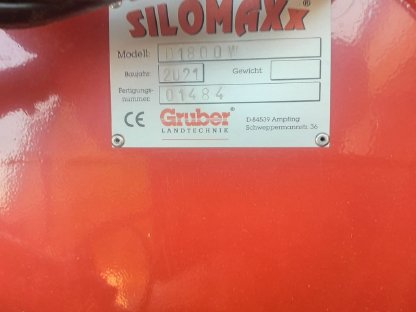 SILOMAXx®
Modell: D1800W
Baujahr: 2021 Gewicht:
Fertigungs-
nummer: 01484
CE Gruber® D-84539 Ampfing
LANDTECHNIK Schweppermannstr. 36